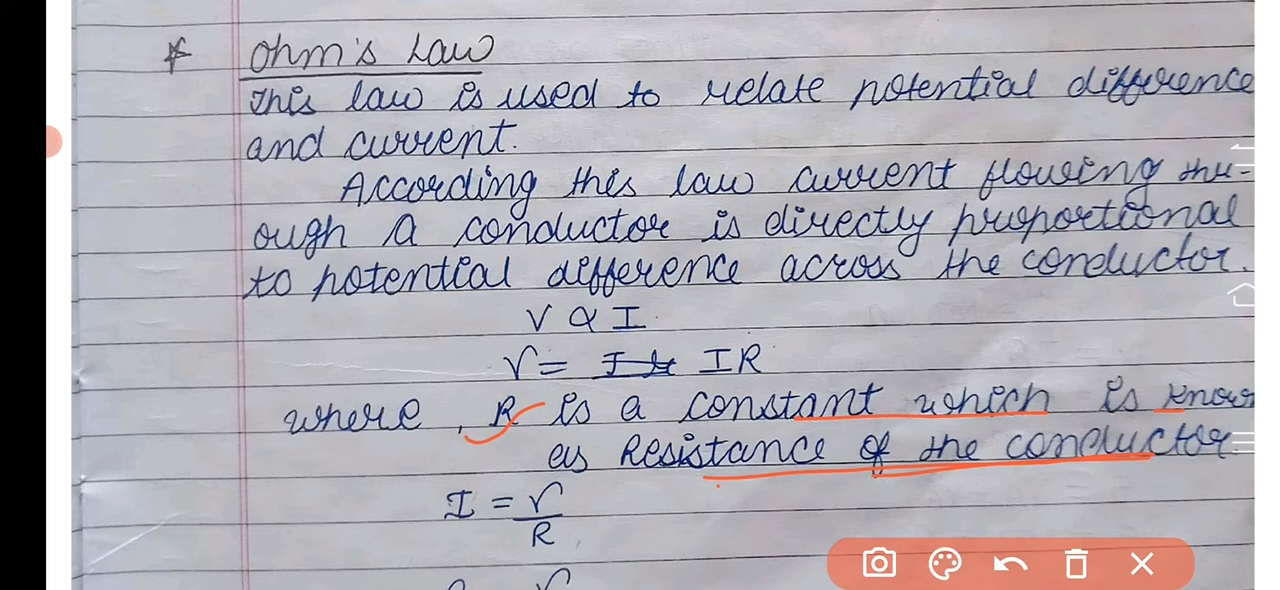 * Ohm's Law
This law is used to relate potential difference
and current.
According this law current flowing thr-
ough a conductor is directly proportional
to potential difference across the conductor.
V ∝ I
V = IR
where, R is a constant which is know
as Resistance of the conductor
I = V
R